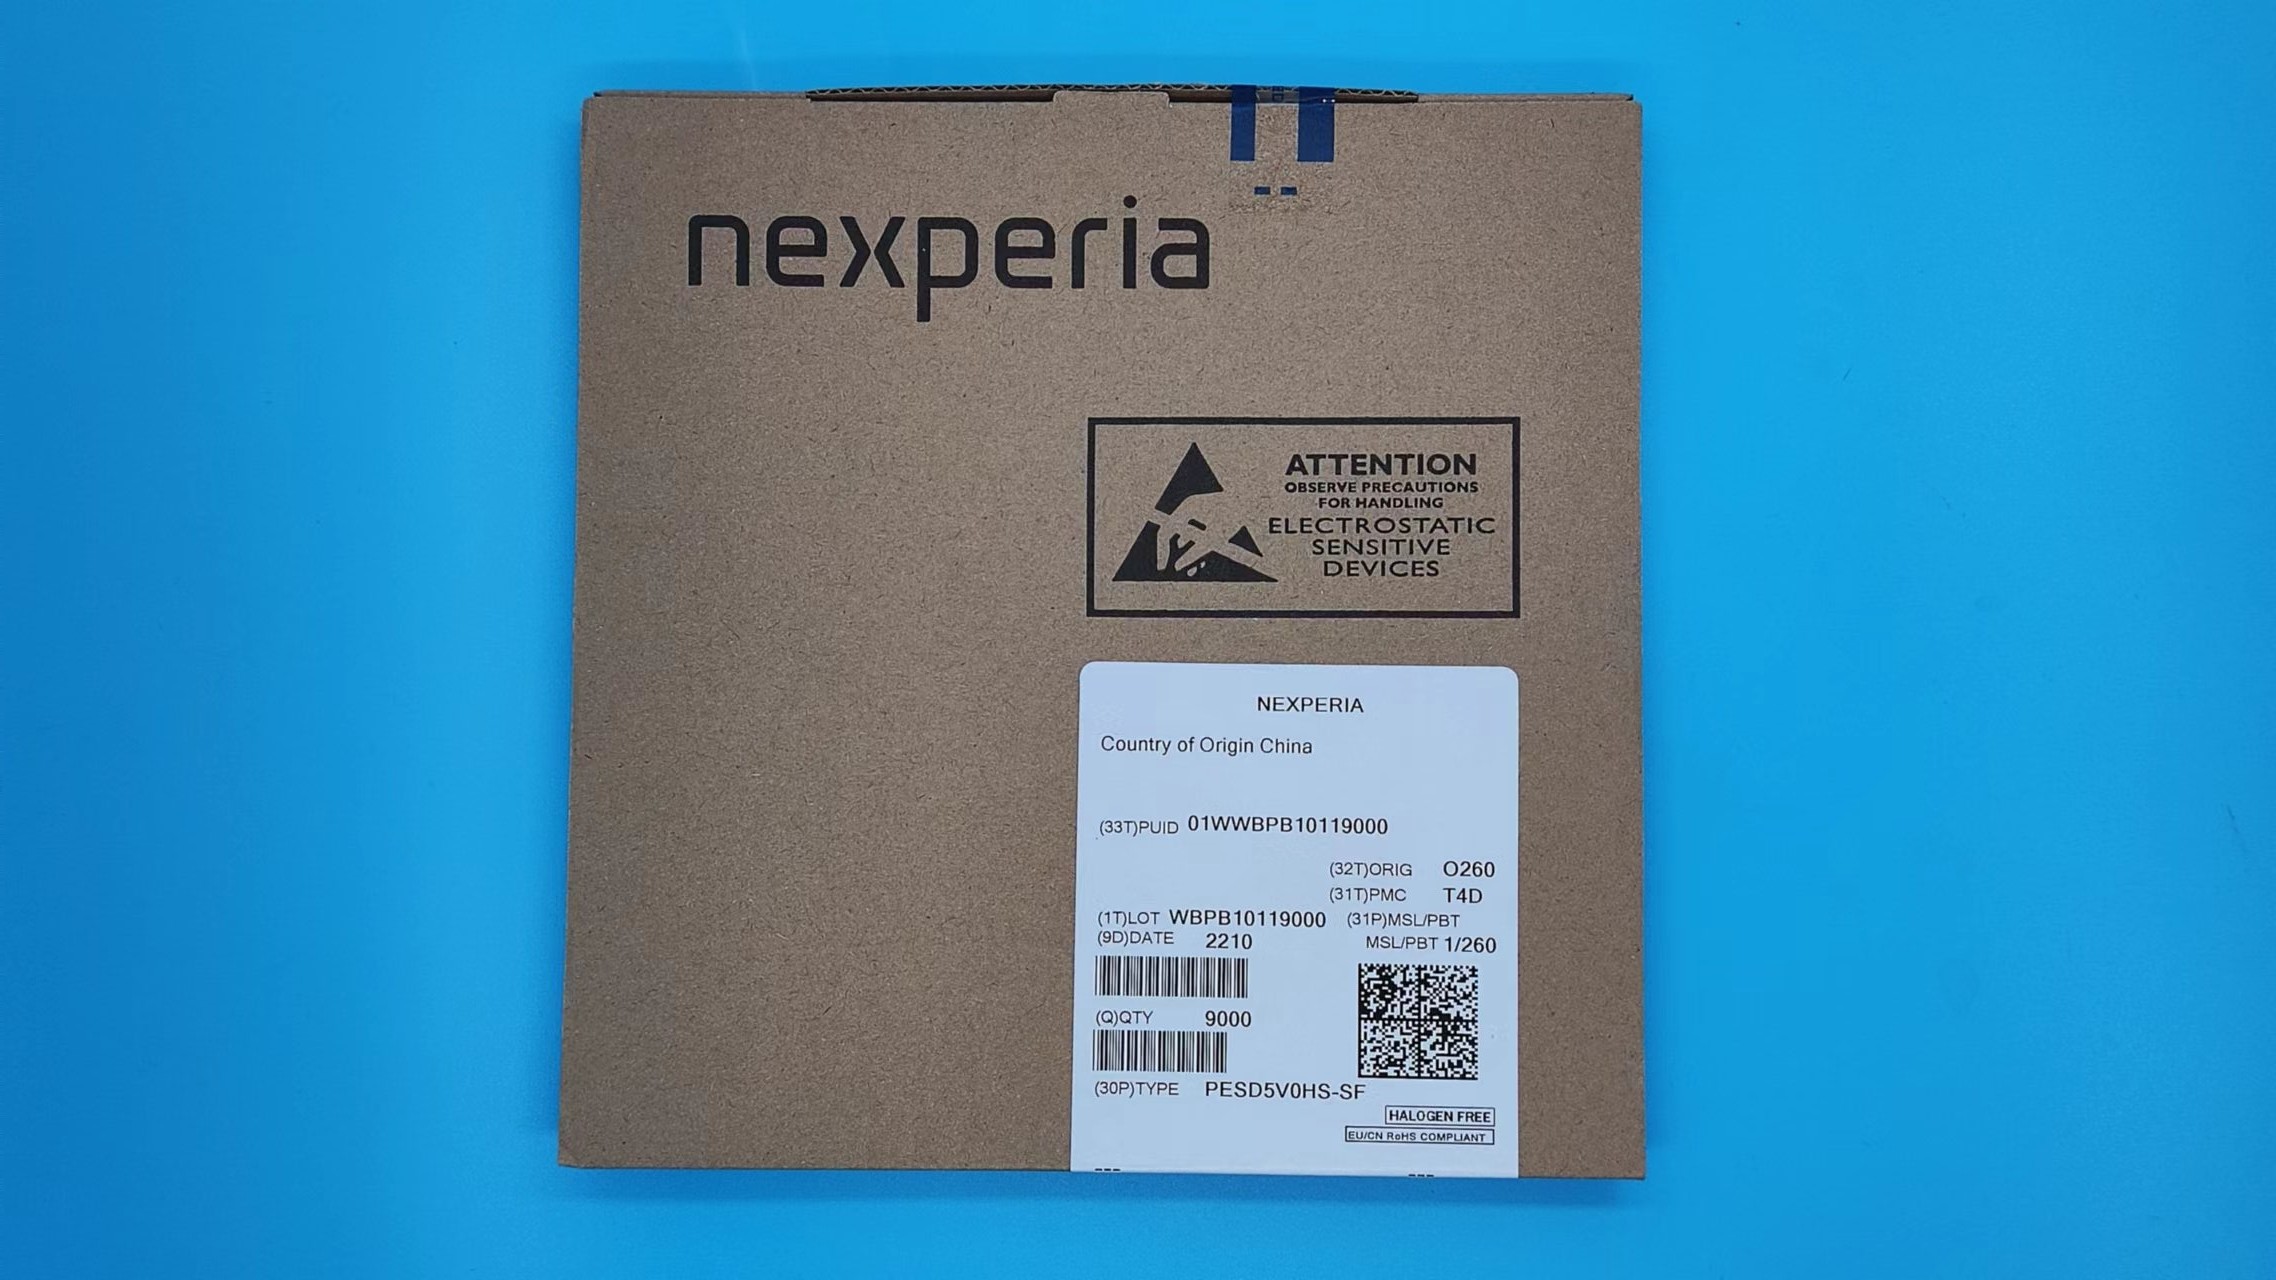 nexperia
ATTENTION
OBSERVE PRECAUTIONS
FOR HANDLING
ELECTROSTATIC
SENSITIVE
DEVICES
NEXPERIA
Country of Origin China
(33T)PUID 01WWBPB10119000
(32T)ORIG O260
(31T)PMC T4D
(1T)LOT WBPB10119000 (31P)MSL/PBT
(9D)DATE 2210 MSL/PBT 1/260
(Q)QTY 9000
(30P)TYPE PESD5V0HS-SF
HALOGEN FREE
EU/CN RoHS COMPLIANT